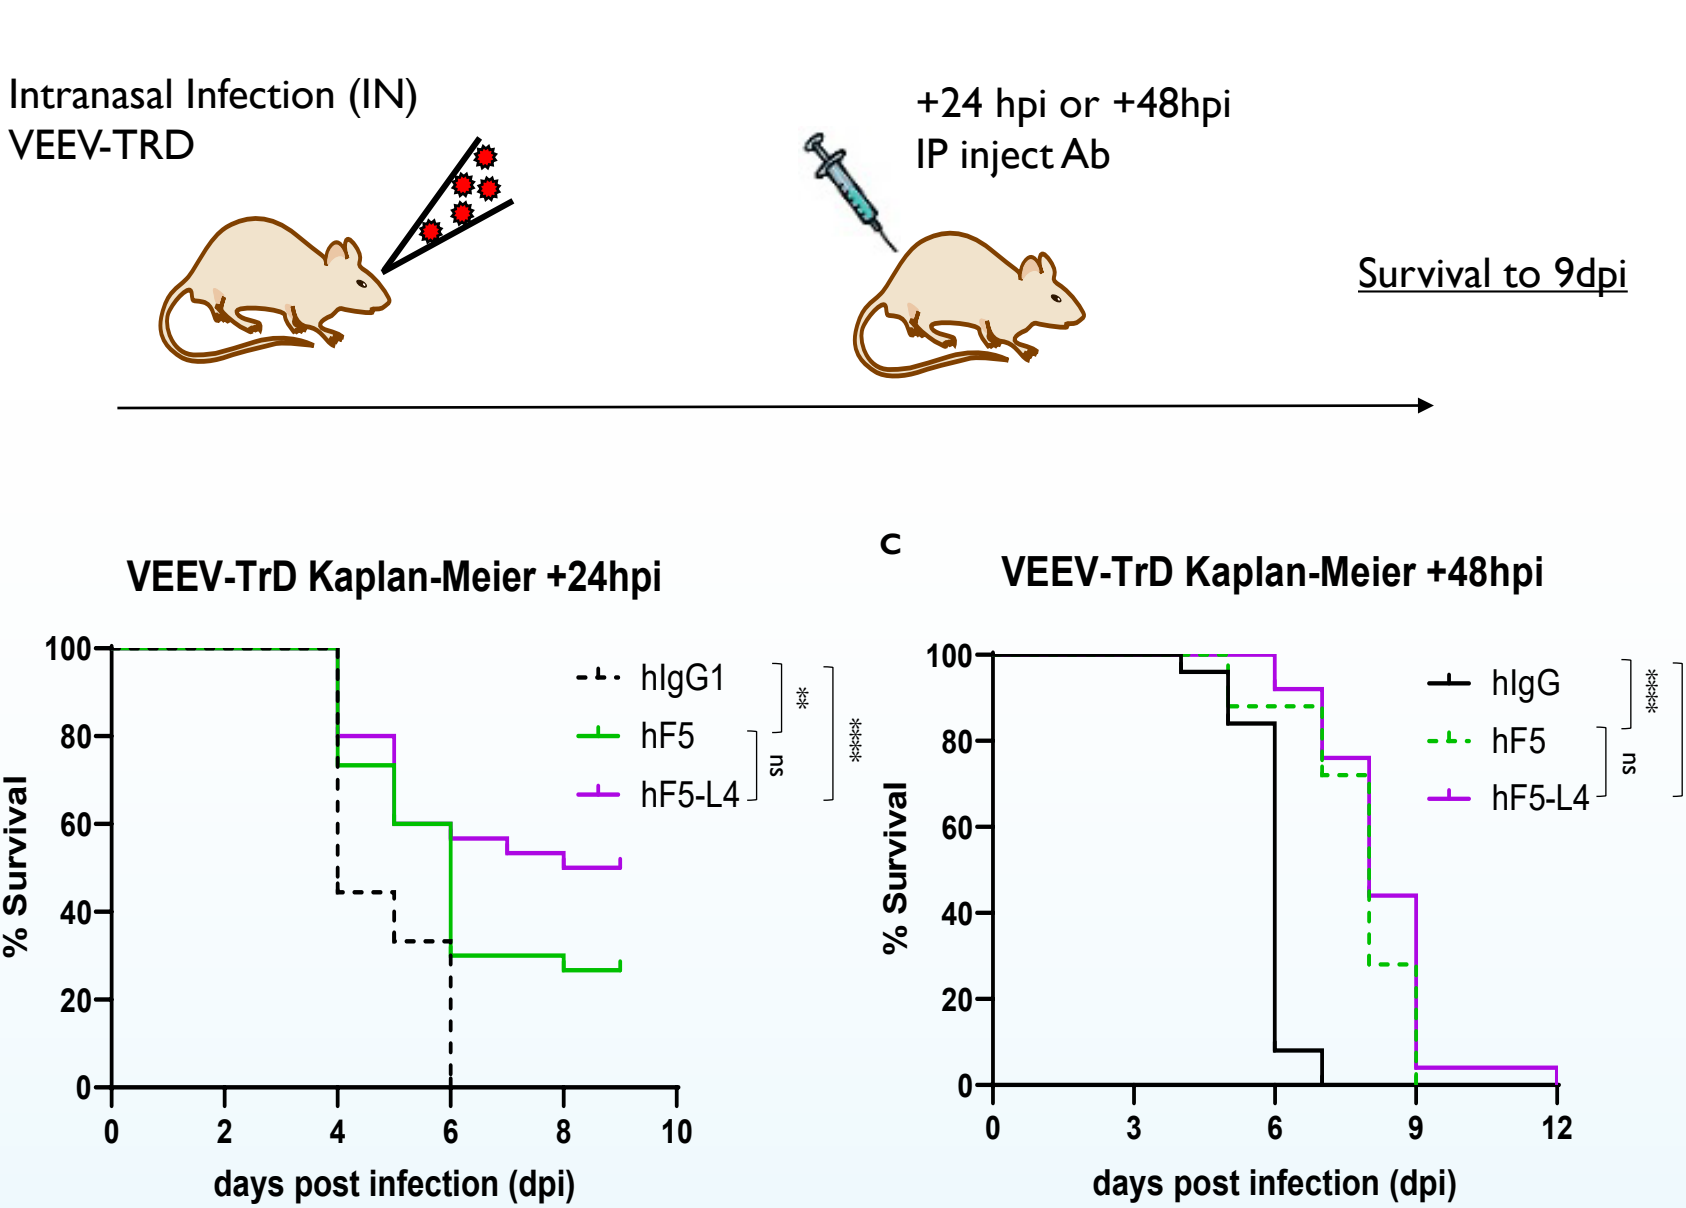 Intranasal Infection (IN)
VEEV-TRD
+24 hpi or +48hpi
IP inject Ab
Survival to 9dpi
VEEV-TrD Kaplan-Meier +24hpi
% Survival
100
80
60
40
20
0
0 2 4 6 8 10
days post infection (dpi)
hIgG1
hF5
hF5-L4
**
ns
****
c
VEEV-TrD Kaplan-Meier +48hpi
% Survival
100
80
60
40
20
0
0 3 6 9 12
days post infection (dpi)
hIgG
hF5
hF5-L4
****
ns